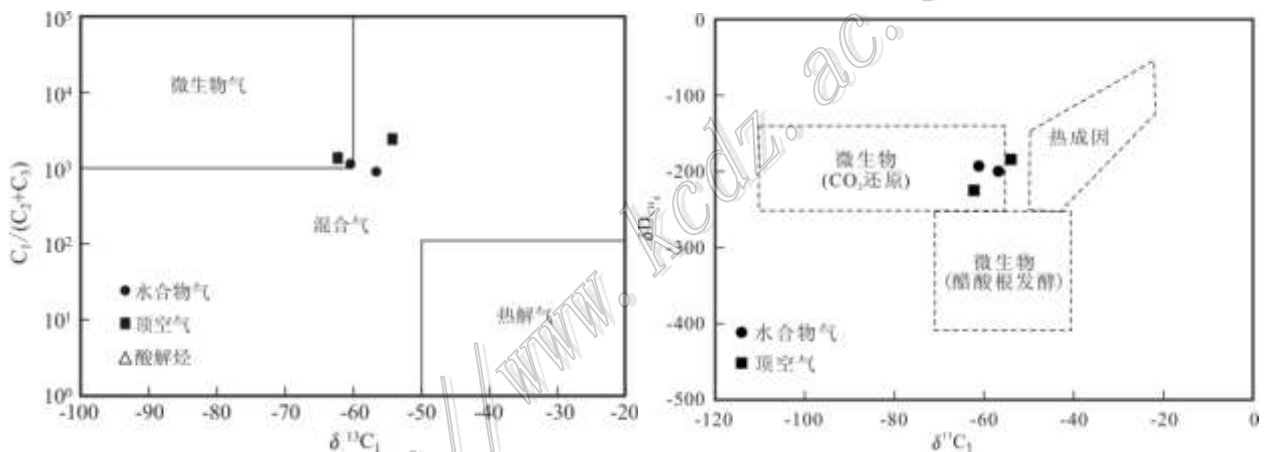 10⁵
10⁴
10³
10²
10¹
10⁰
C₁/(C₂+C₃)
微生物气
混合气
热解气
● 水合物气
■ 顶空气
△ 酸解烃
-100 -90 -80 -70 -60 -50 -40 -30 -20
δ ¹³C₁
0
-100
-200
-300
-400
-500
微生物
(CO₂还原)
热成因
微生物
(醋酸根发酵)
● 水合物气
■ 顶空气
-120 -100 -80 -60 -40 -20 0
δ¹³C₁
//www.kcdz.ac.